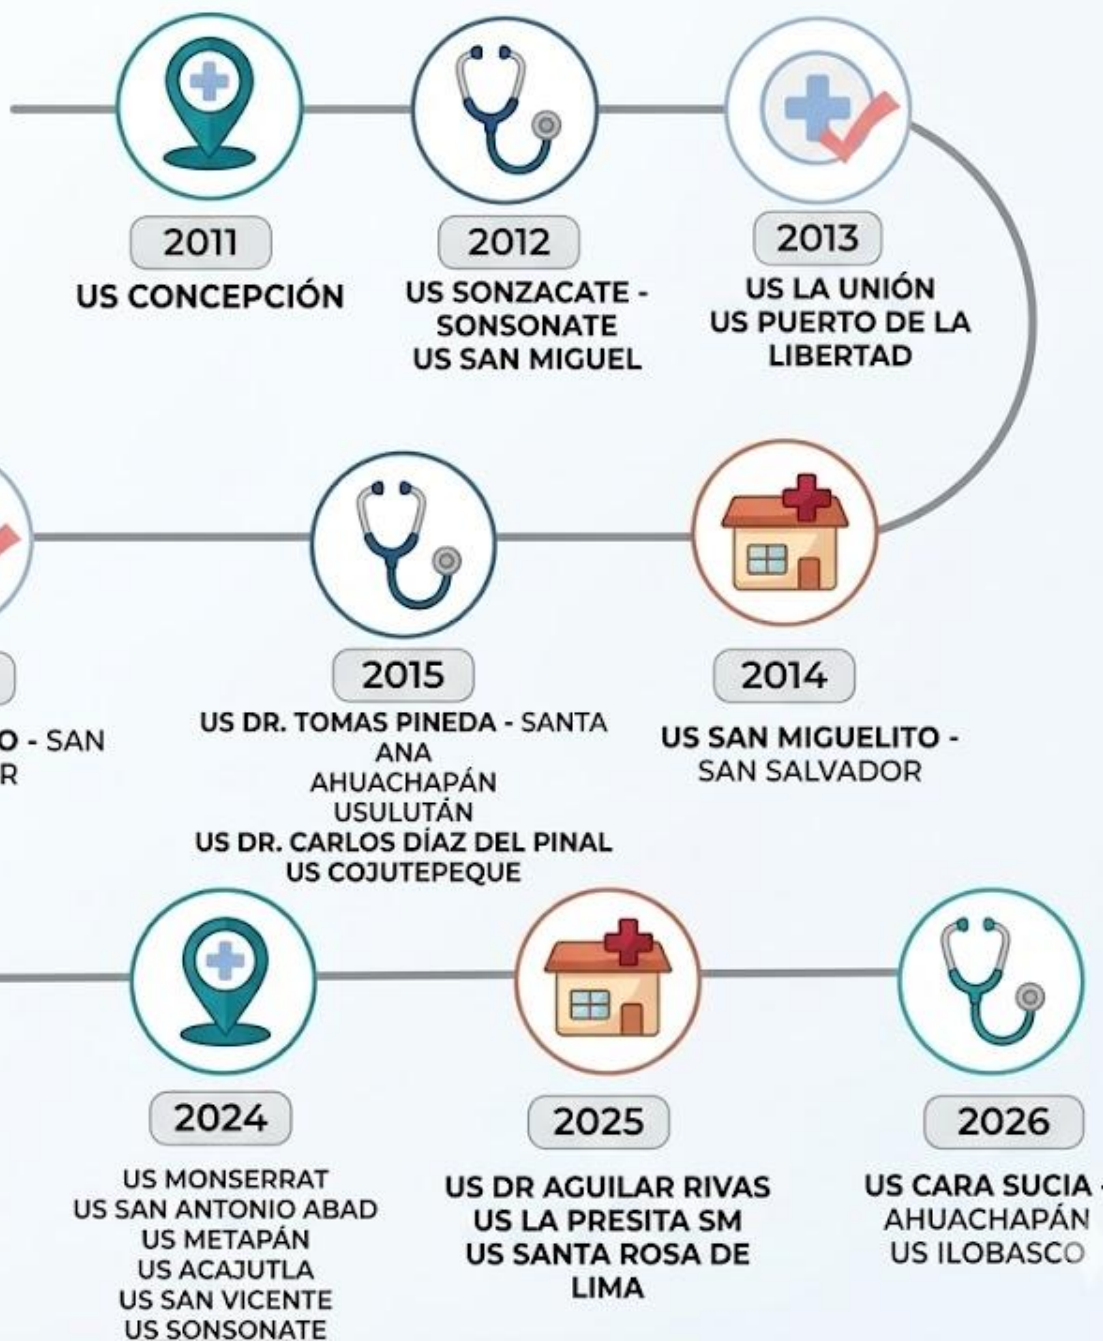 2011
US CONCEPCIÓN
2012
US SONZACATE -
SONSONATE
US SAN MIGUEL
2013
US LA UNIÓN
US PUERTO DE LA
LIBERTAD
O - SAN
R
2015
US DR. TOMAS PINEDA - SANTA
ANA
AHUACHAPÁN
USULUTÁN
US DR. CARLOS DÍAZ DEL PINAL
US COJUTEPEQUE
2014
US SAN MIGUELITO -
SAN SALVADOR
2024
US MONSERRAT
US SAN ANTONIO ABAD
US METAPÁN
US ACAJUTLA
US SAN VICENTE
US SONSONATE
2025
US DR AGUILAR RIVAS
US LA PRESITA SM
US SANTA ROSA DE
LIMA
2026
US CARA SUCIA -
AHUACHAPÁN
US ILOBASCO